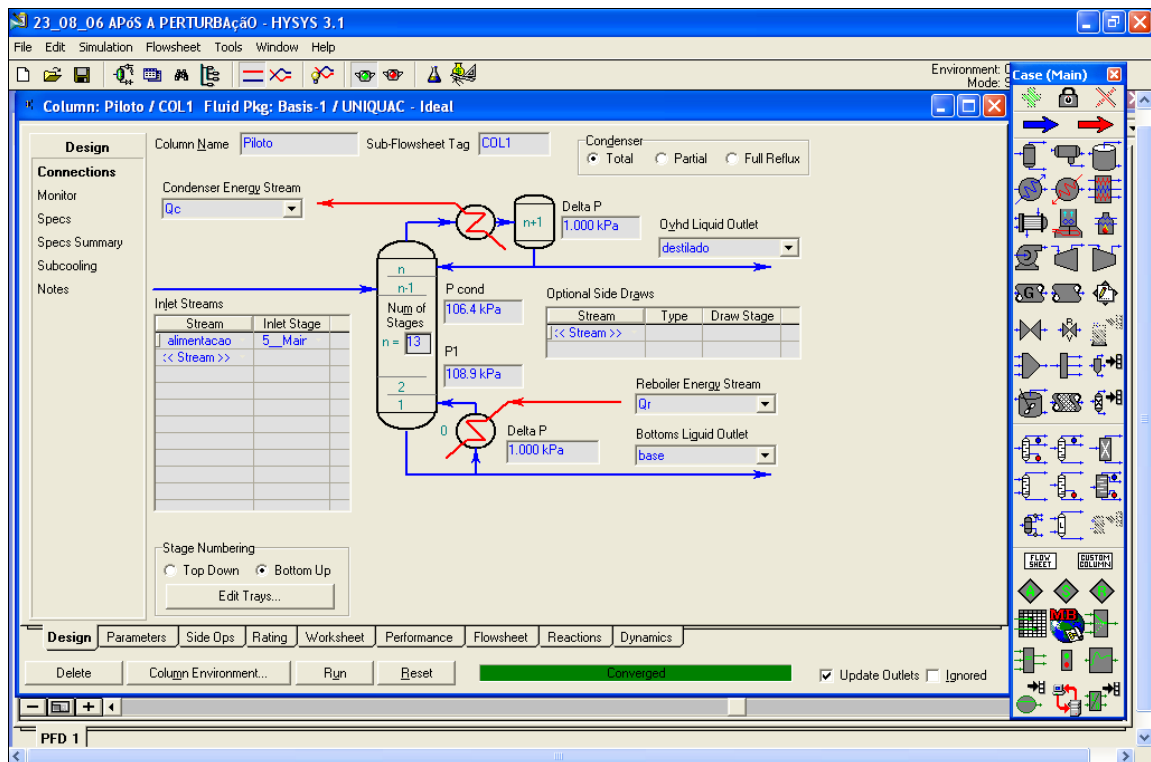 23_08_06 APóS A PERTURBAçãO - HYSYS 3.1
File Edit Simulation Flowsheet Tools Window Help
Environment:
Mode:
Case (Main)
Column: Piloto / COL1 Fluid Pkg: Basis-1 / UNIQUAC - Ideal
Design
Connections
Monitor
Specs
Specs Summary
Subcooling
Notes
Column Name Piloto Sub-Flowsheet Tag COL1
Condenser
Total Partial Full Reflux
Condenser Energy Stream
Qc
n+1
Delta P
1.000 kPa
Ovhd Liquid Outlet
destilado
n
n-1
Num of
Stages
n = 13
2
1
0
P cond
106.4 kPa
P1
108.9 kPa
Inlet Streams
Stream Inlet Stage
alimentacao 5__Mair
<< Stream >>
Optional Side Draws
Stream Type Draw Stage
<< Stream >>
Reboiler Energy Stream
Qr
Delta P
1.000 kPa
Bottoms Liquid Outlet
base
Stage Numbering
Top Down Bottom Up
Edit Trays...
Design Parameters Side Ops Rating Worksheet Performance Flowsheet Reactions Dynamics
Delete Column Environment... Run Reset Converged Update Outlets Ignored
PFD 1
G
R
L
FLOW
SHEET
CUSTOM
COLUMN
A S R
MB